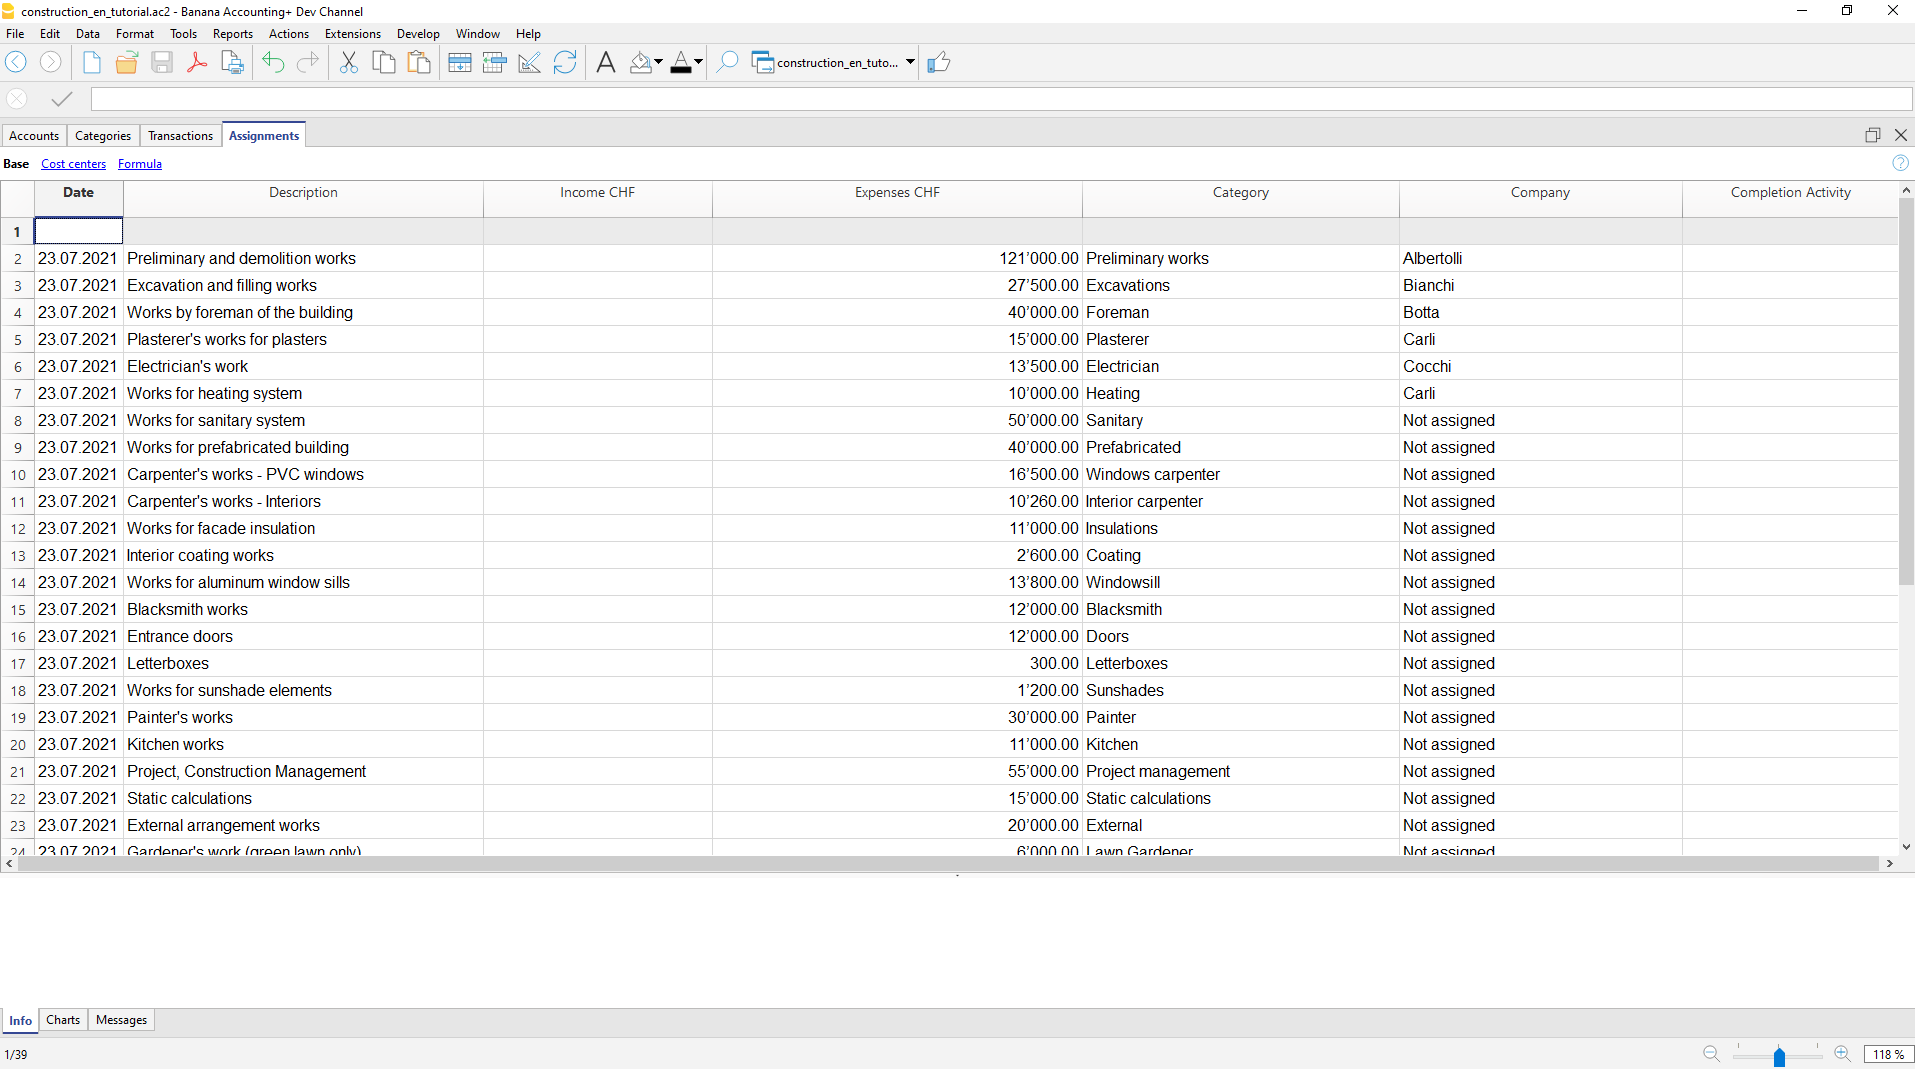 construction_en_tutorial.ac2 - Banana Accounting+ Dev Channel
File Edit Data Format Tools Reports Actions Extensions Develop Window Help
construction_en_tuto...
Accounts Categories Transactions Assignments
Base Cost centers Formula
Date Description Income CHF Expenses CHF Category Company Completion Activity
1
2 23.07.2021 Preliminary and demolition works 121’000.00 Preliminary works Albertolli
3 23.07.2021 Excavation and filling works 27’500.00 Excavations Bianchi
4 23.07.2021 Works by foreman of the building 40’000.00 Foreman Botta
5 23.07.2021 Plasterer's works for plasters 15’000.00 Plasterer Carli
6 23.07.2021 Electrician's work 13’500.00 Electrician Cocchi
7 23.07.2021 Works for heating system 10’000.00 Heating Carli
8 23.07.2021 Works for sanitary system 50’000.00 Sanitary Not assigned
9 23.07.2021 Works for prefabricated building 40’000.00 Prefabricated Not assigned
10 23.07.2021 Carpenter's works - PVC windows 16’500.00 Windows carpenter Not assigned
11 23.07.2021 Carpenter's works - Interiors 10’260.00 Interior carpenter Not assigned
12 23.07.2021 Works for facade insulation 11’000.00 Insulations Not assigned
13 23.07.2021 Interior coating works 2’600.00 Coating Not assigned
14 23.07.2021 Works for aluminum window sills 13’800.00 Windowsill Not assigned
15 23.07.2021 Blacksmith works 12’000.00 Blacksmith Not assigned
16 23.07.2021 Entrance doors 12’000.00 Doors Not assigned
17 23.07.2021 Letterboxes 300.00 Letterboxes Not assigned
18 23.07.2021 Works for sunshade elements 1’200.00 Sunshades Not assigned
19 23.07.2021 Painter's works 30’000.00 Painter Not assigned
20 23.07.2021 Kitchen works 11’000.00 Kitchen Not assigned
21 23.07.2021 Project, Construction Management 55’000.00 Project management Not assigned
22 23.07.2021 Static calculations 15’000.00 Static calculations Not assigned
23 23.07.2021 External arrangement works 20’000.00 External Not assigned
24 23.07.2021 Gardener's work (green lawn only) 6’000.00 Lawn Gardener Not assigned
Info Charts Messages
1/39
118 %